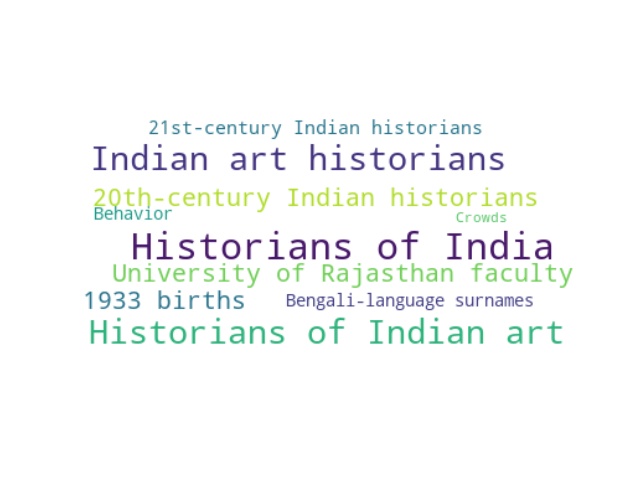 21st-century Indian historians
Indian art historians
20th-century Indian historians
Behavior
Crowds
Historians of India
University of Rajasthan faculty
1933 births
Bengali-language surnames
Historians of Indian art